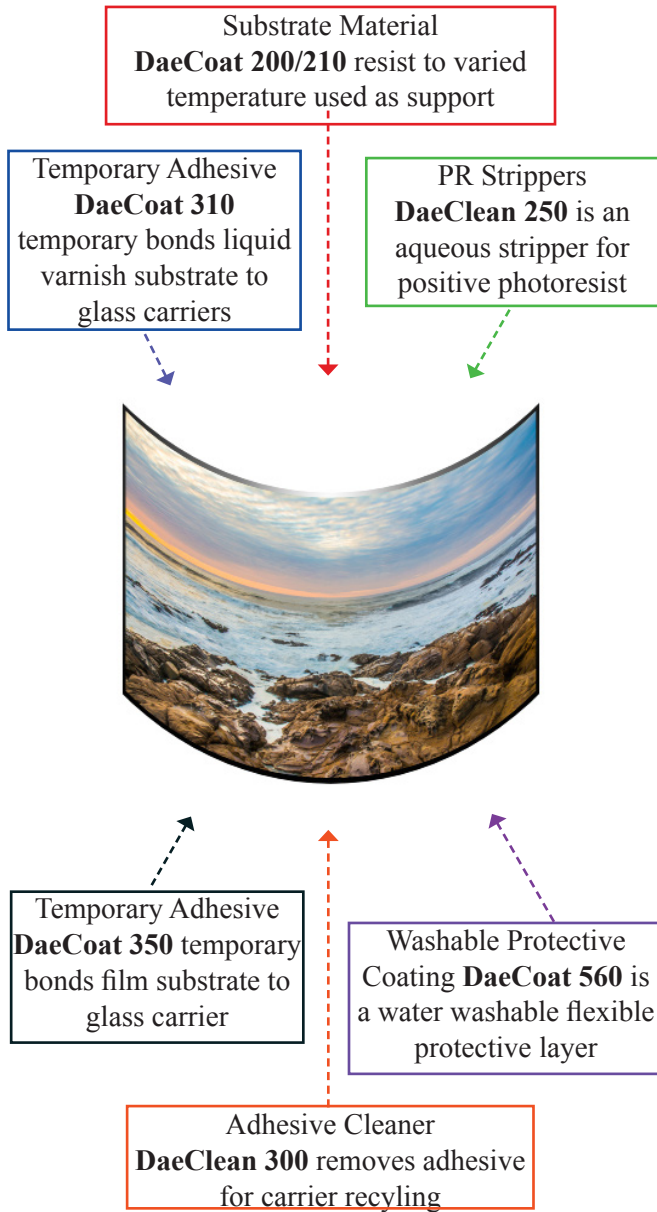 Substrate Material
DaeCoat 200/210 resist to varied
temperature used as support
Temporary Adhesive
DaeCoat 310
temporary bonds liquid
varnish substrate to
glass carriers
PR Strippers
DaeClean 250 is an
aqueous stripper for
positive photoresist
Temporary Adhesive
DaeCoat 350 temporary
bonds film substrate to
glass carrier
Washable Protective
Coating DaeCoat 560 is
a water washable flexible
protective layer
Adhesive Cleaner
DaeClean 300 removes adhesive
for carrier recyling